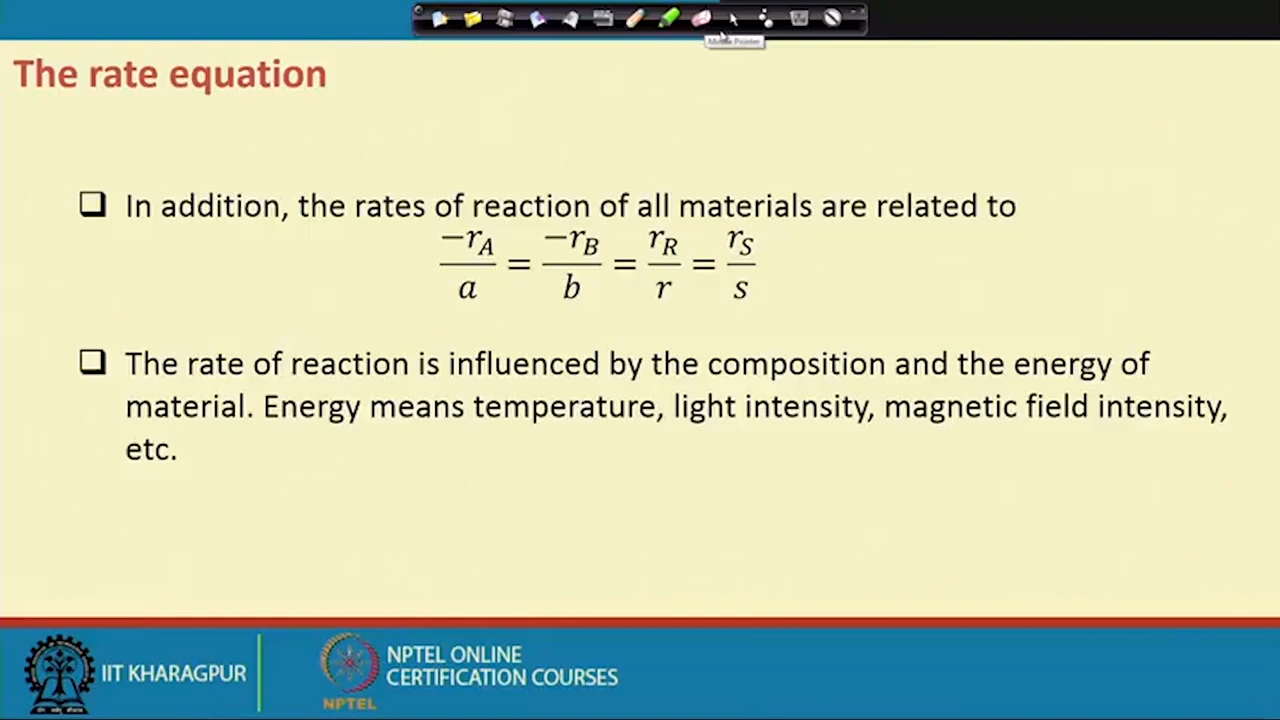 Mouse Pointer
The rate equation
❑ In addition, the rates of reaction of all materials are related to
−r_A/a = −r_B/b = r_R/r = r_S/s
❑ The rate of reaction is influenced by the composition and the energy of
material. Energy means temperature, light intensity, magnetic field intensity,
etc.
IIT KHARAGPUR
NPTEL ONLINE
CERTIFICATION COURSES
NPTEL